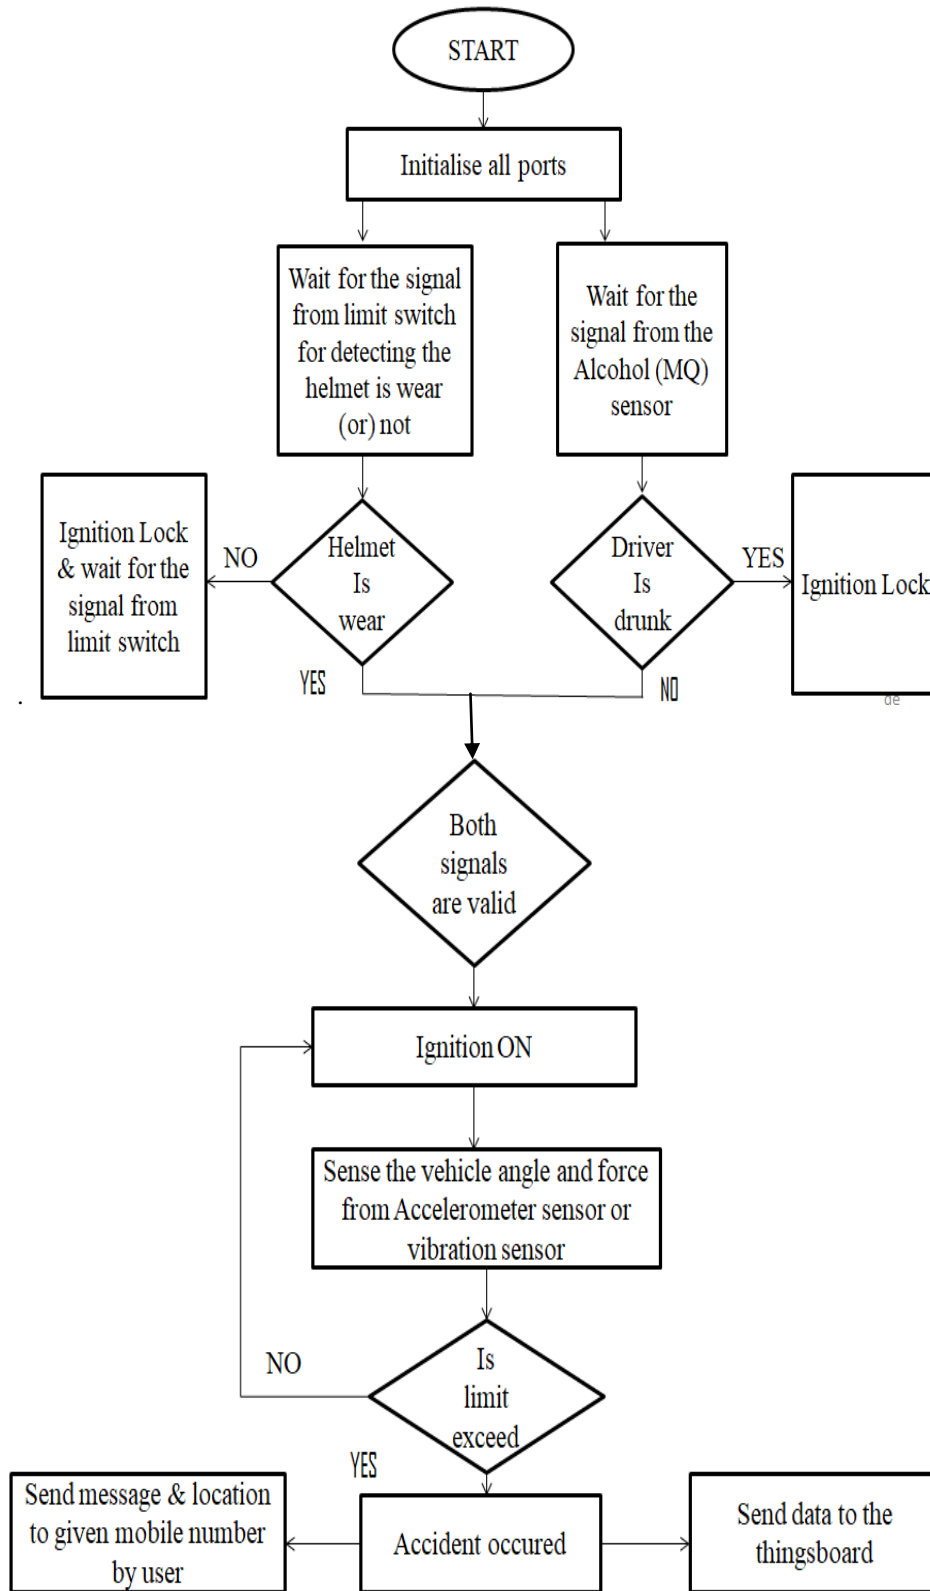 START
Initialise all ports
Wait for the signal
from limit switch
for detecting the
helmet is wear
(or) not
Wait for the
signal from the
Alcohol (MQ)
sensor
Ignition Lock
& wait for the
signal from
limit switch
NO
Helmet
Is
wear
Driver
Is
drunk
YES
Ignition Lock
YES
NO
.
de
Both
signals
are valid
Ignition ON
Sense the vehicle angle and force
from Accelerometer sensor or
vibration sensor
NO
Is
limit
exceed
YES
Send message & location
to given mobile number
by user
Accident occured
Send data to the
thingsboard